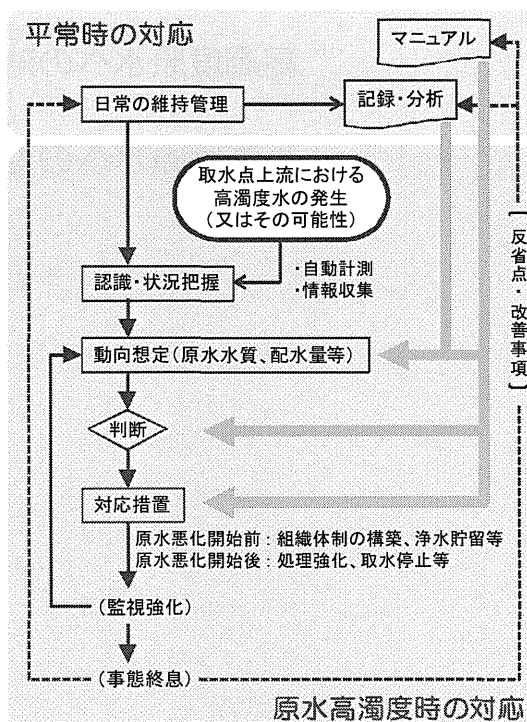 平常時の対応
マニュアル
日常の維持管理
記録・分析
取水点上流における
高濁度水の発生
(又はその可能性)
・自動計測
・情報収集
認識・状況把握
動向想定(原水水質、配水量等)
判断
対応措置
原水悪化開始前：組織体制の構築、浄水貯留等
原水悪化開始後：処理強化、取水停止等
(監視強化)
(事態終息)
[反省点・改善事項]
原水高濁度時の対応